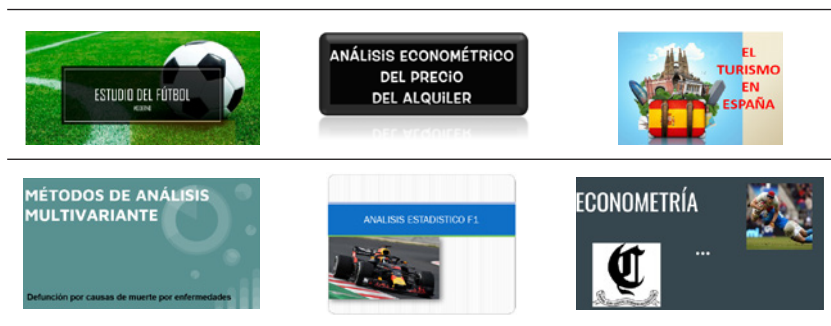 ESTUDIO DEL FÚTBOL
MODERNO
ANÁLISIS ECONOMÉTRICO
DEL PRECIO
DEL ALQUILER
EL
TURISMO
EN
ESPAÑA
MÉTODOS DE ANÁLISIS
MULTIVARIANTE
Defunción por causas de muerte por enfermedades
ANALISIS ESTADISTICO F1
ECONOMETRÍA
...
C